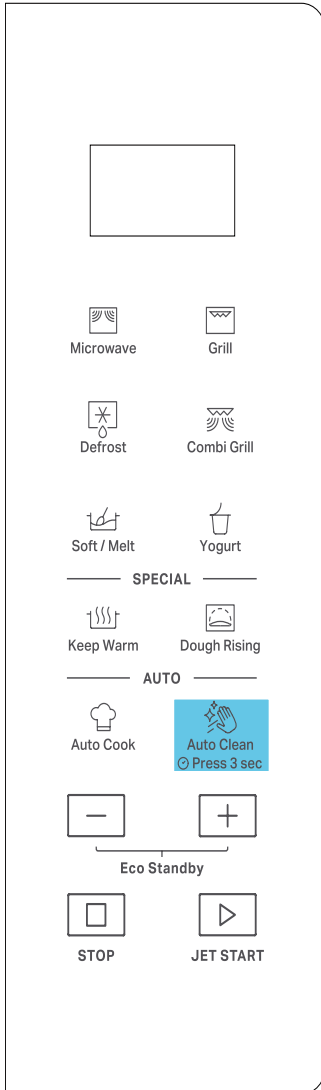 Microwave Grill
Defrost Combi Grill
Soft / Melt Yogurt
SPECIAL
Keep Warm Dough Rising
AUTO
Auto Cook Auto Clean
Press 3 sec
Eco Standby
STOP JET START